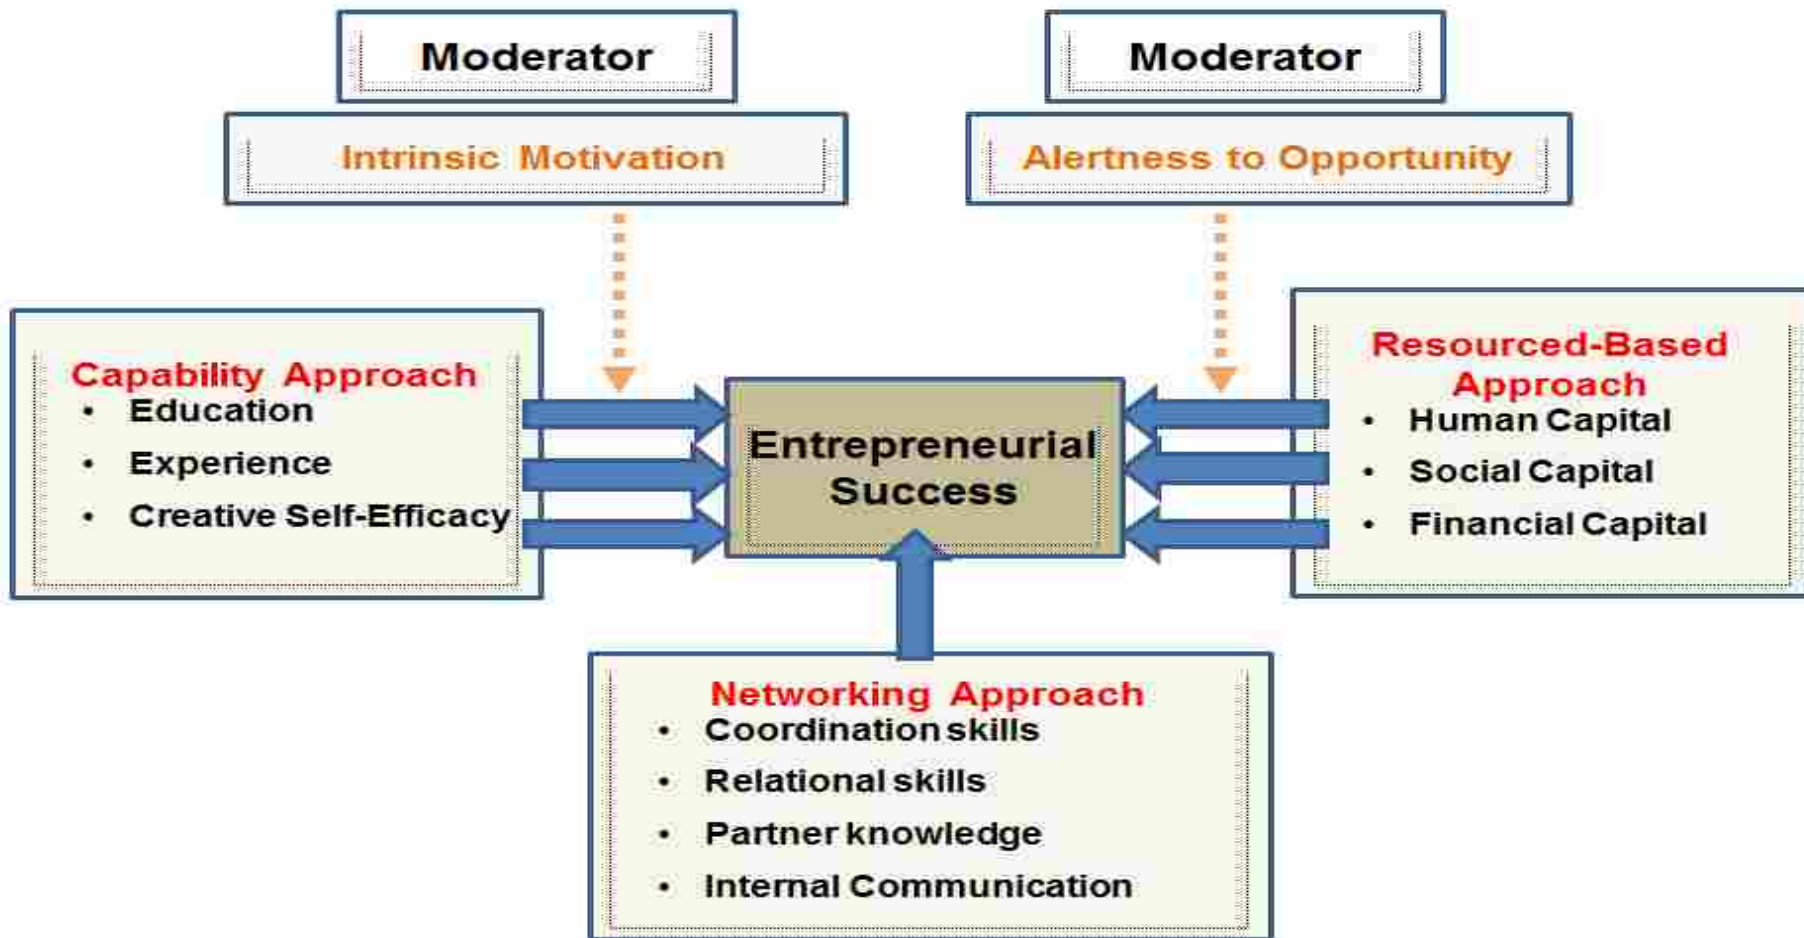 Moderator
Intrinsic Motivation
Moderator
Alertness to Opportunity
Capability Approach
• Education
• Experience
• Creative Self-Efficacy
Entrepreneurial
Success
Resourced-Based
Approach
• Human Capital
• Social Capital
• Financial Capital
Networking Approach
• Coordination skills
• Relational skills
• Partner knowledge
• Internal Communication